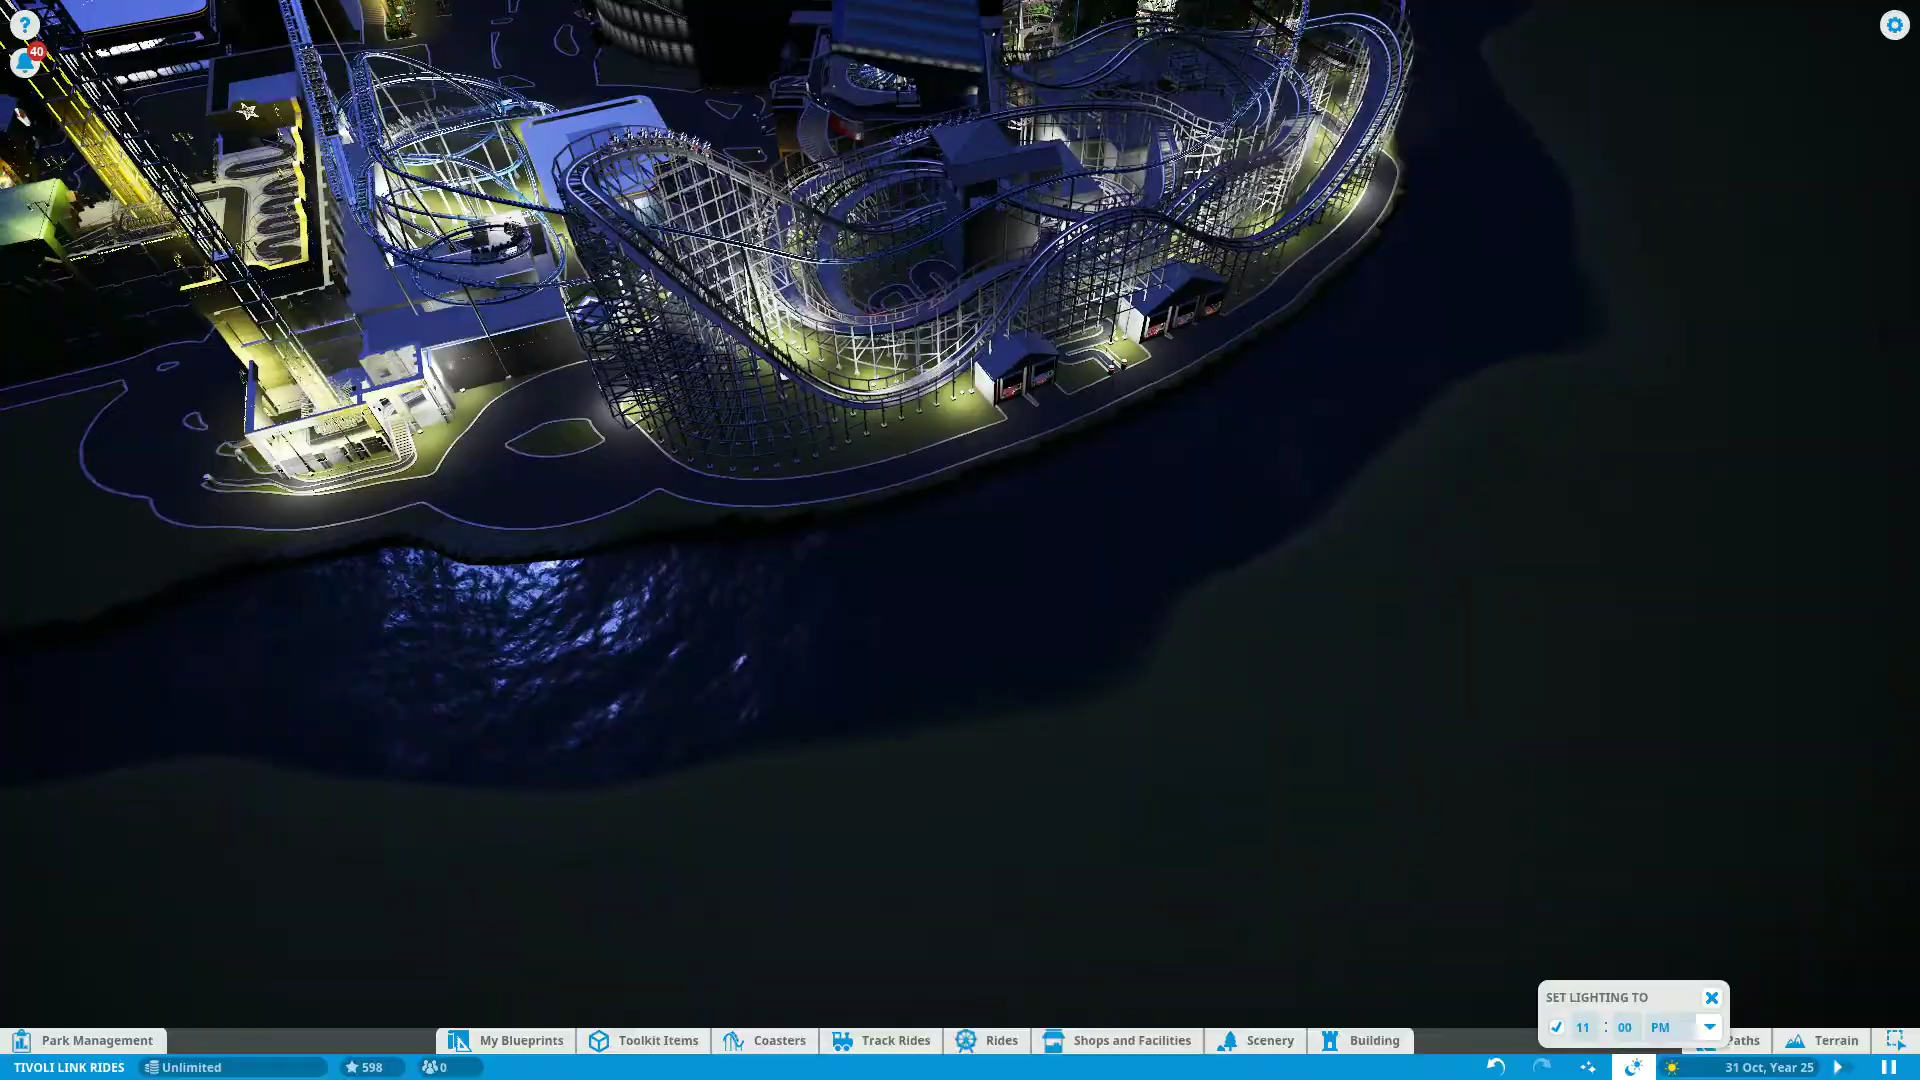 ?
40
SET LIGHTING TO
11 : 00 PM
Park Management
My Blueprints
Toolkit Items
Coasters
Track Rides
Rides
Shops and Facilities
Scenery
Building
Paths
Terrain
TIVOLI LINK RIDES
Unlimited
598
0
31 Oct, Year 25